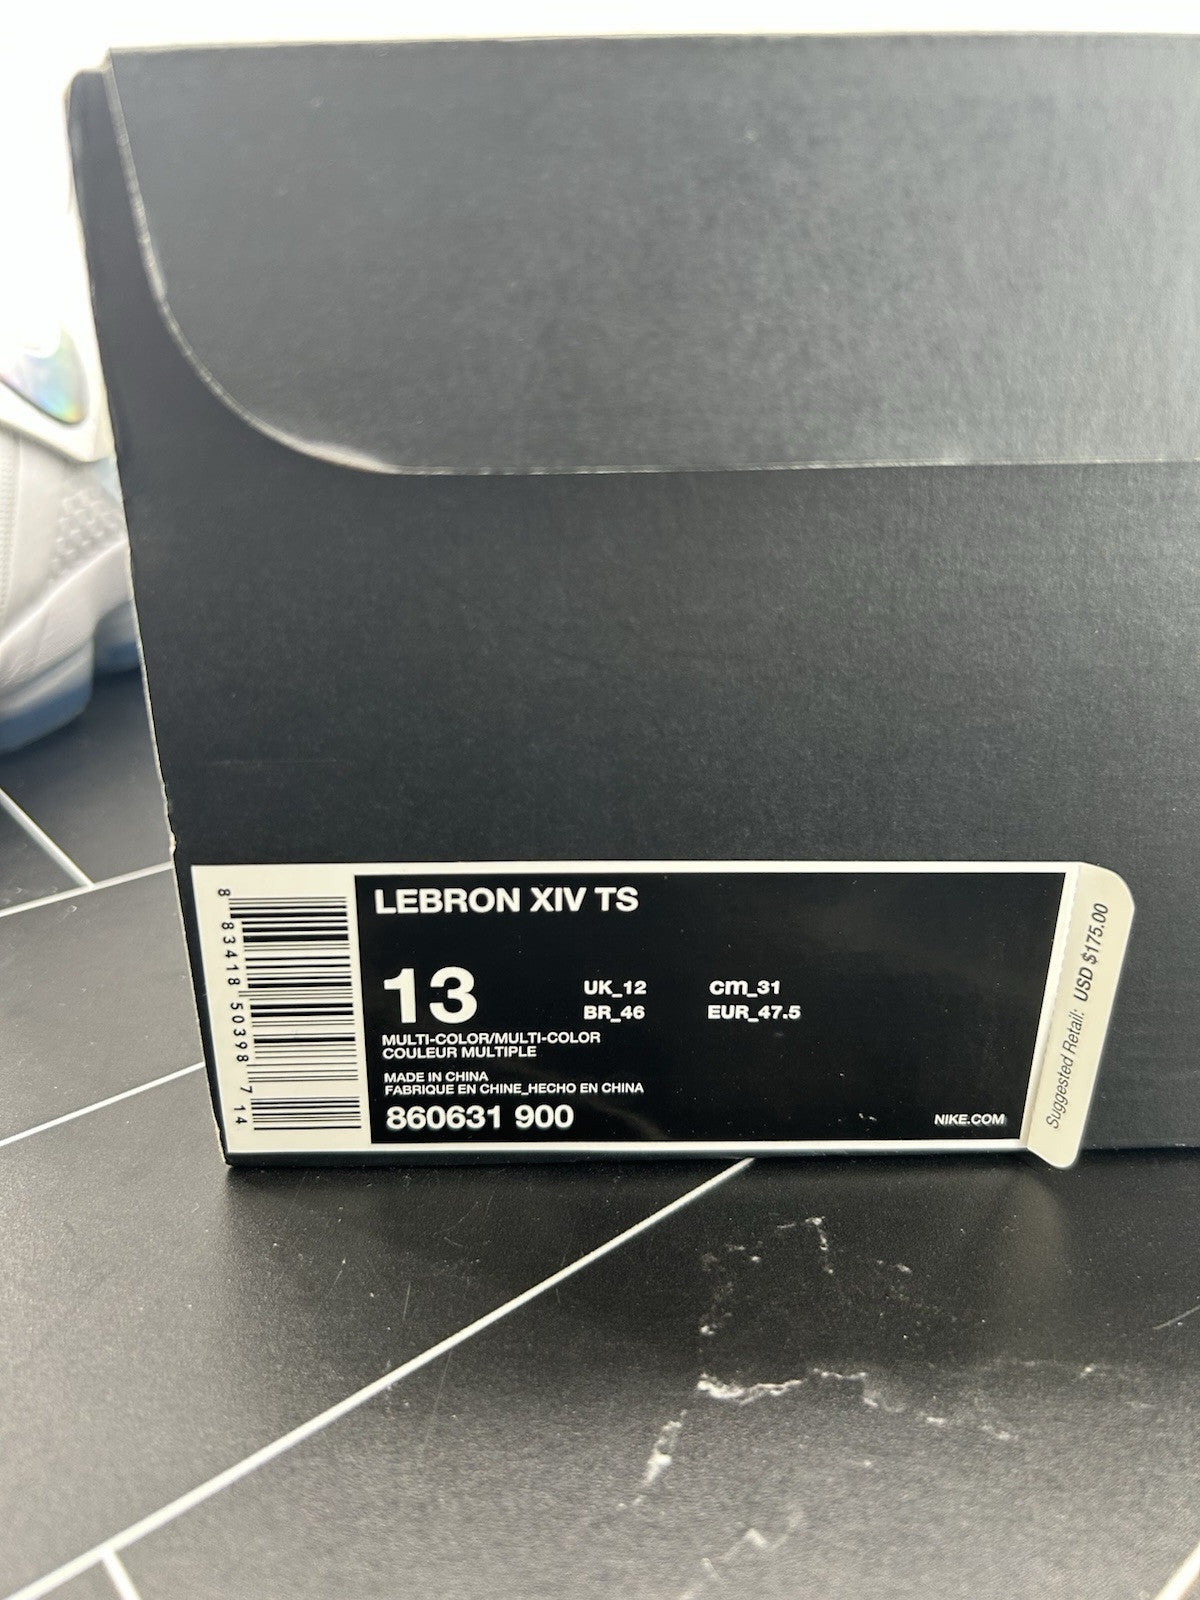 LEBRON XIV TS
13
UK_12 cm_31
BR_46 EUR_47.5
MULTI-COLOR/MULTI-COLOR
COULEUR MULTIPLE
MADE IN CHINA
FABRIQUE EN CHINE_HECHO EN CHINA
860631 900
NIKE.COM
8 83418 50398 7 14
Suggested Retail: USD $175.00